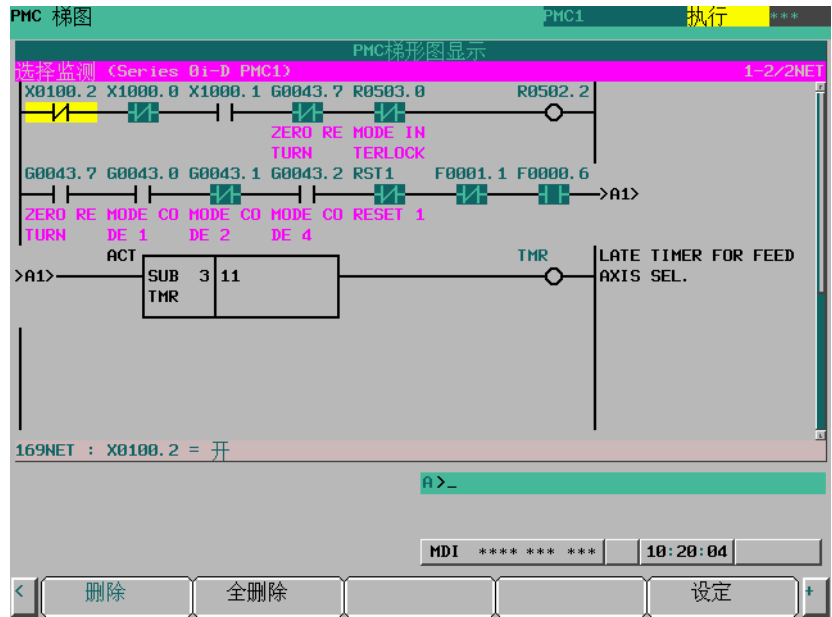 PMC 梯图 PMC1 执行 ***
PMC梯形图显示
选择监测 (Series 0i-D PMC1) 1-2/2NET
X0100.2 X1000.0 X1000.1 G0043.7 R0503.0 R0502.2
ZERO RE MODE IN
TURN TERLOCK
G0043.7 G0043.0 G0043.1 G0043.2 RST1 F0001.1 F0000.6
>A1>
ZERO RE MODE CO MODE CO MODE CO RESET 1
TURN DE 1 DE 2 DE 4
ACT TMR LATE TIMER FOR FEED
>A1> SUB 3 11 AXIS SEL.
TMR
169NET : X0100.2 = 开
A>_
MDI **** *** *** 10:20:04
< 删除 全删除 设定 +